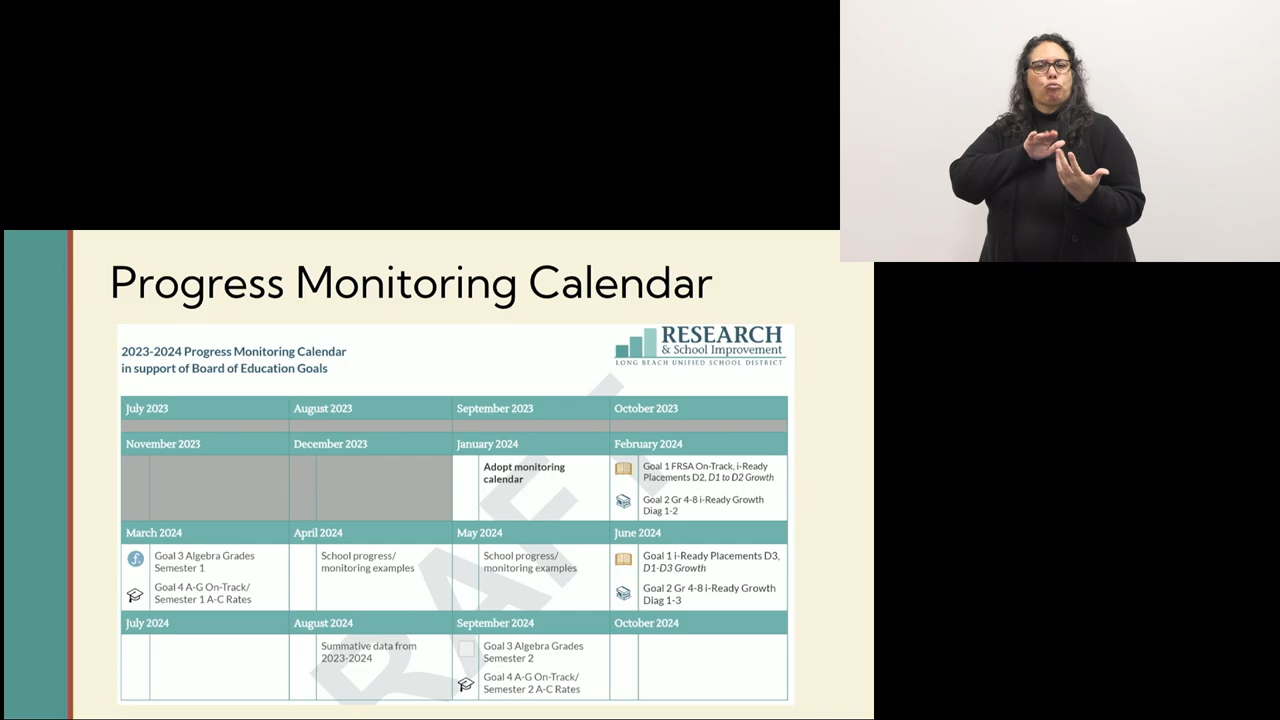 Progress Monitoring Calendar
2023-2024 Progress Monitoring Calendar
in support of Board of Education Goals
RESEARCH
& School Improvement
LONG BEACH UNIFIED SCHOOL DISTRICT
July 2023
August 2023
September 2023
October 2023
November 2023
December 2023
January 2024
February 2024
Adopt monitoring
calendar
Goal 1 FRSA On-Track, i-Ready
Placements D2, D1 to D2 Growth
Goal 2 Gr 4-8 i-Ready Growth
Diag 1-2
March 2024
April 2024
May 2024
June 2024
Goal 3 Algebra Grades
Semester 1
Goal 4 A-G On-Track/
Semester 1 A-C Rates
School progress/
monitoring examples
School progress/
monitoring examples
Goal 1 i-Ready Placements D3,
D1-D3 Growth
Goal 2 Gr 4-8 i-Ready Growth
Diag 1-3
July 2024
August 2024
September 2024
October 2024
Summative data from
2023-2024
Goal 3 Algebra Grades
Semester 2
Goal 4 A-G On-Track/
Semester 2 A-C Rates
DRAFT